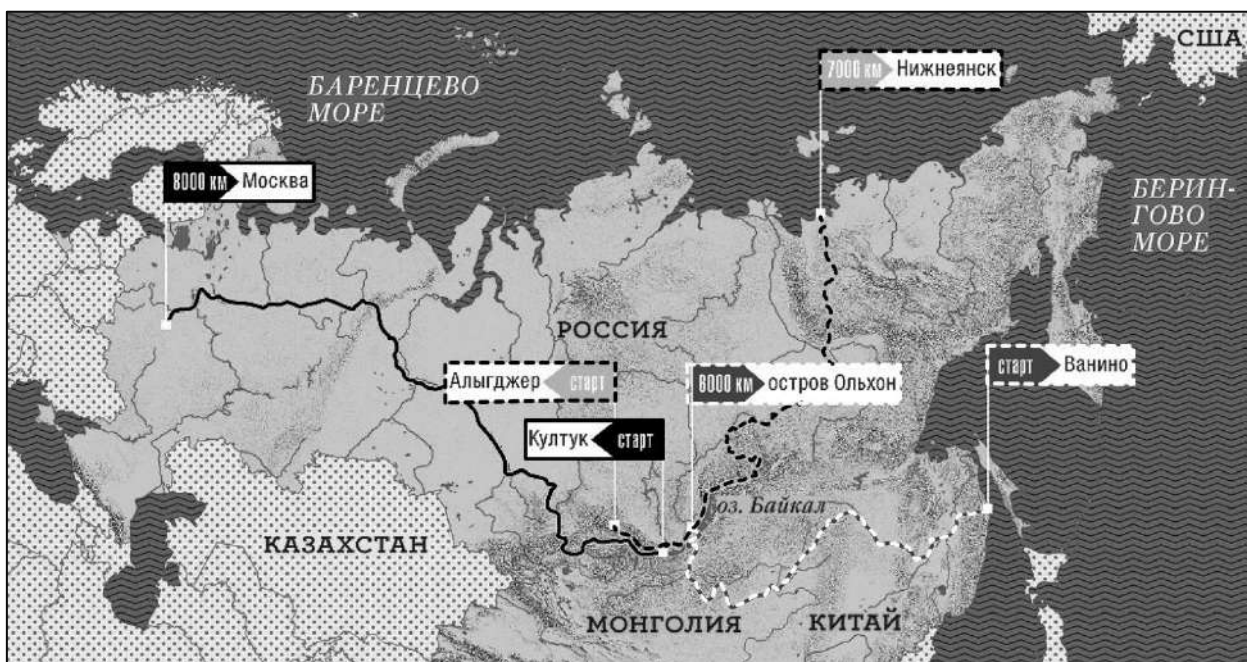 США
7000 км Нижнеянск
БАРЕНЦЕВО
МОРЕ
8000 км Москва
БЕРИН-
ГОВО
МОРЕ
РОССИЯ
Алыгджер старт
6000 км остров Ольхон
старт Ванино
Култук старт
оз. Байкал
КАЗАХСТАН
МОНГОЛИЯ
КИТАЙ